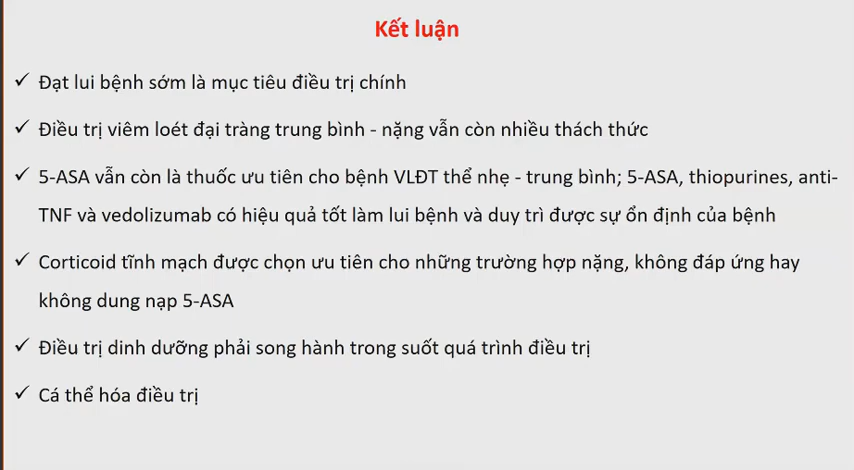 Kết luận
✓ Đạt lui bệnh sớm là mục tiêu điều trị chính
✓ Điều trị viêm loét đại tràng trung bình - nặng vẫn còn nhiều thách thức
✓ 5-ASA vẫn còn là thuốc ưu tiên cho bệnh VLĐT thể nhẹ - trung bình; 5-ASA, thiopurines, anti-
TNF và vedolizumab có hiệu quả tốt làm lui bệnh và duy trì được sự ổn định của bệnh
✓ Corticoid tĩnh mạch được chọn ưu tiên cho những trường hợp nặng, không đáp ứng hay
không dung nạp 5-ASA
✓ Điều trị dinh dưỡng phải song hành trong suốt quá trình điều trị
✓ Cá thể hóa điều trị